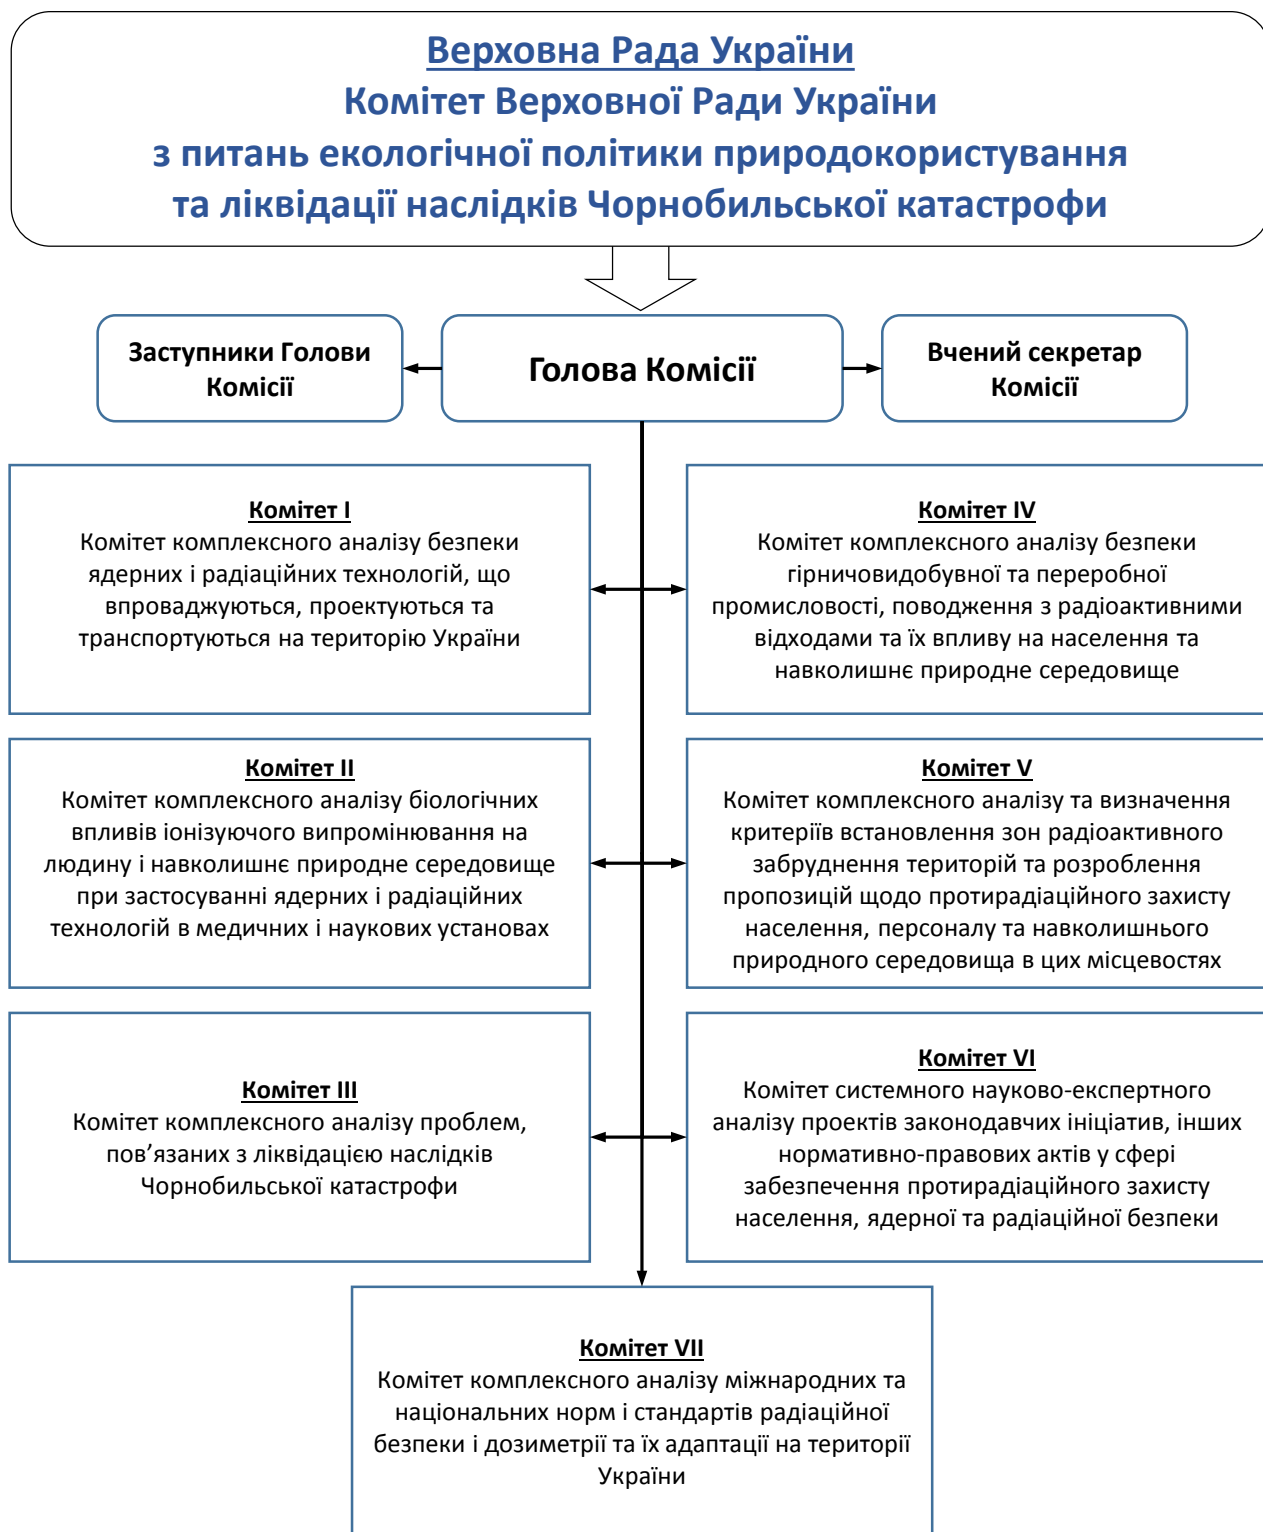 Верховна Рада України
Комітет Верховної Ради України
з питань екологічної політики природокористування
та ліквідації наслідків Чорнобильської катастрофи
Заступники Голови
Комісії
Голова Комісії
Вчений секретар
Комісії
Комітет I
Комітет комплексного аналізу безпеки
ядерних і радіаційних технологій, що
впроваджуються, проектуються та
транспортуються на територію України
Комітет IV
Комітет комплексного аналізу безпеки
гірничовидобувної та переробної
промисловості, поводження з радіоактивними
відходами та їх впливу на населення та
навколишнє природне середовище
Комітет II
Комітет комплексного аналізу біологічних
впливів іонізуючого випромінювання на
людину і навколишнє природне середовище
при застосуванні ядерних і радіаційних
технологій в медичних і наукових установах
Комітет V
Комітет комплексного аналізу та визначення
критеріїв встановлення зон радіоактивного
забруднення територій та розроблення
пропозицій щодо протирадіаційного захисту
населення, персоналу та навколишнього
природного середовища в цих місцевостях
Комітет III
Комітет комплексного аналізу проблем,
пов’язаних з ліквідацією наслідків
Чорнобильської катастрофи
Комітет VI
Комітет системного науково-експертного
аналізу проектів законодавчих ініціатив, інших
нормативно-правових актів у сфері
забезпечення протирадіаційного захисту
населення, ядерної та радіаційної безпеки
Комітет VII
Комітет комплексного аналізу міжнародних та
національних норм і стандартів радіаційної
безпеки і дозиметрії та їх адаптації на території
України